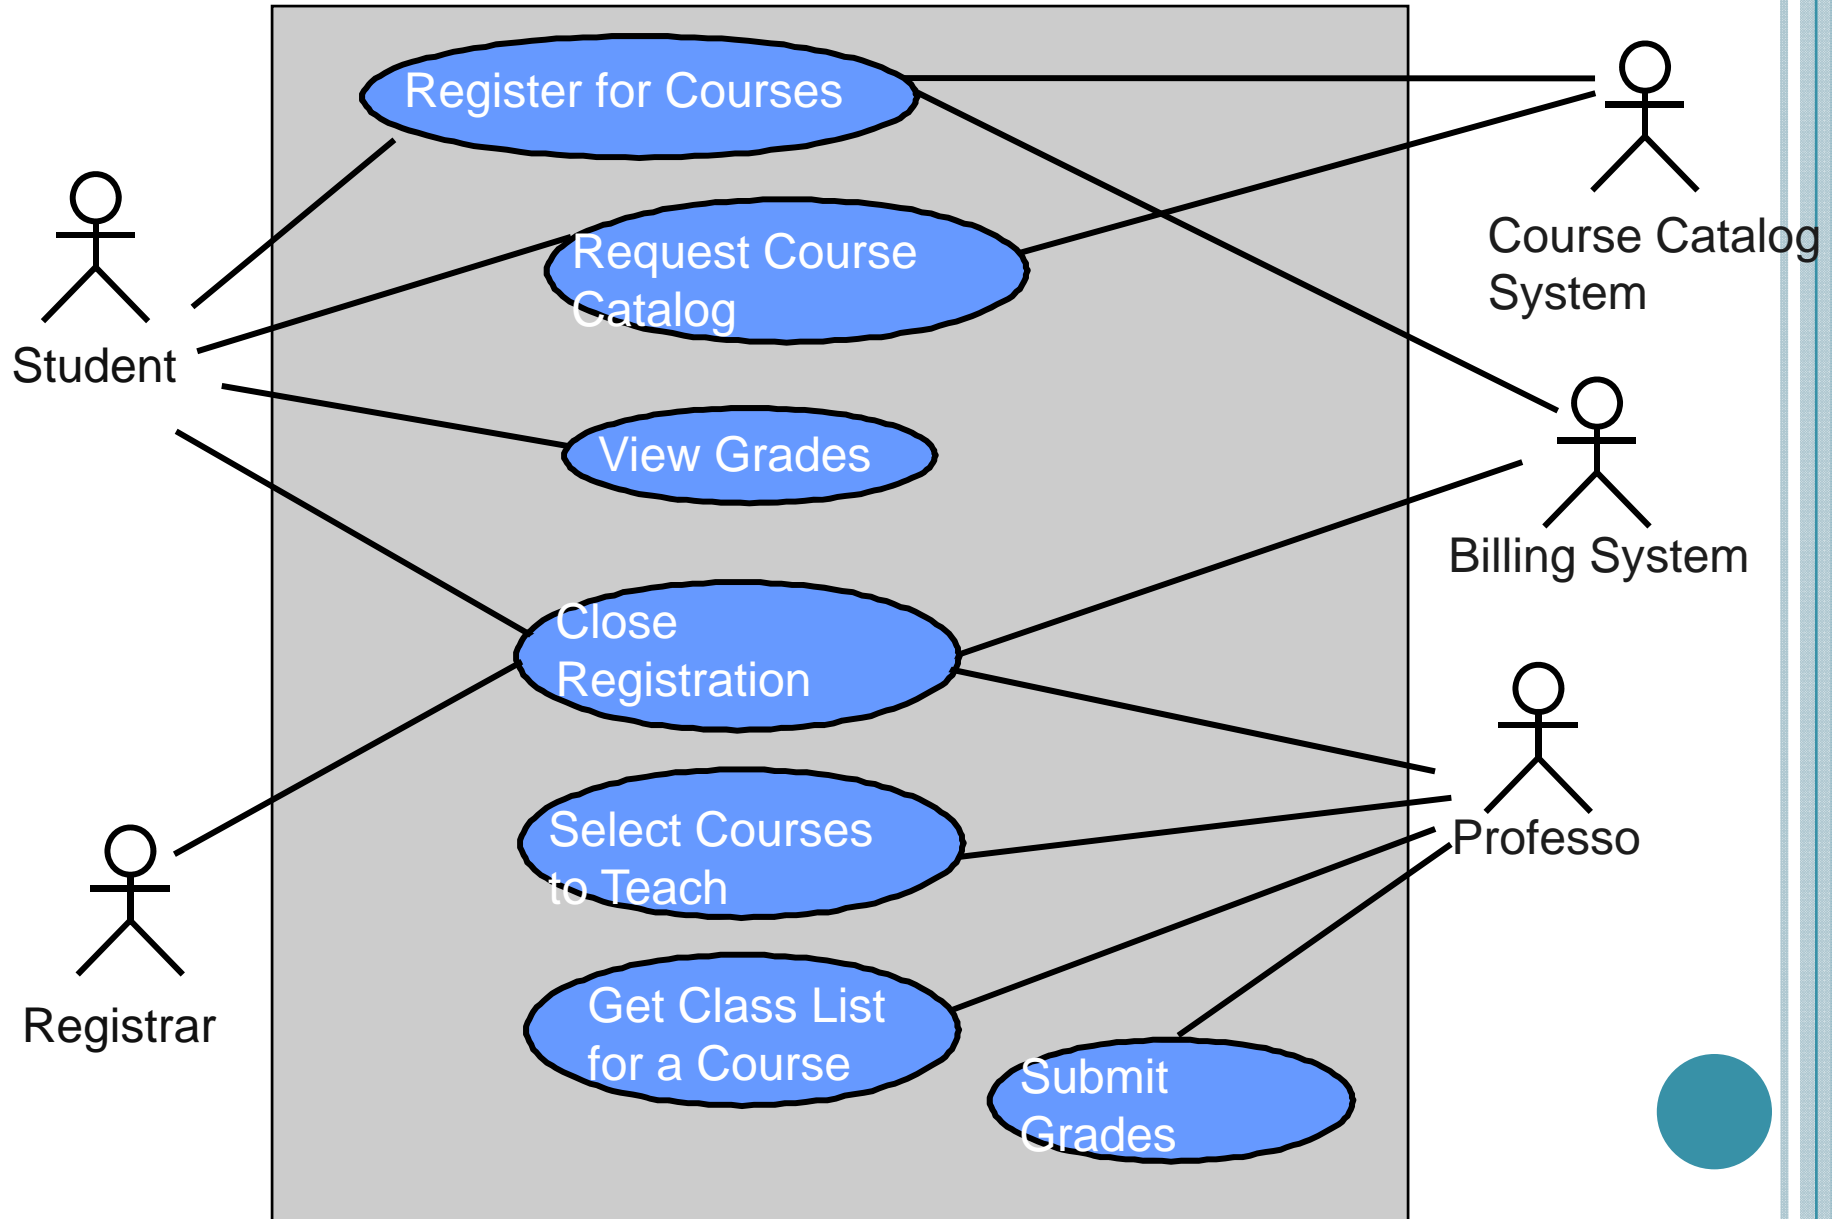 Register for Courses
Course Catalog
System
Request Course
Catalog
Student
View Grades
Billing System
Close
Registration
Select Courses
to Teach
Professo
Registrar
Get Class List
for a Course
Submit
Grades